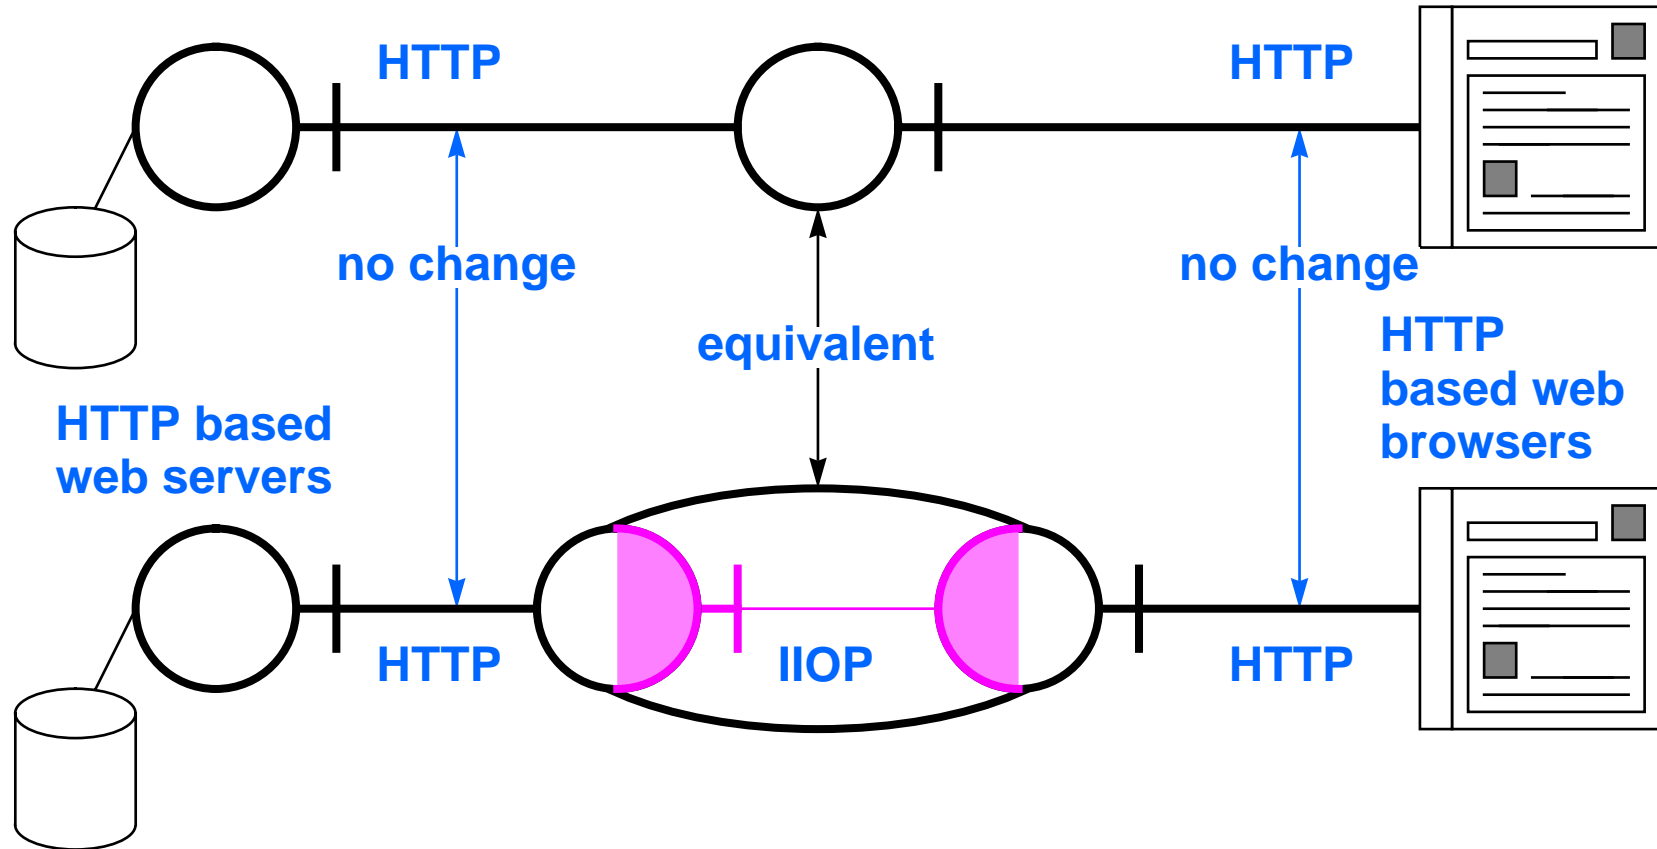 HTTP
HTTP
no change
no change
equivalent
HTTP
based web
browsers
HTTP based
web servers
HTTP
IIOP
HTTP